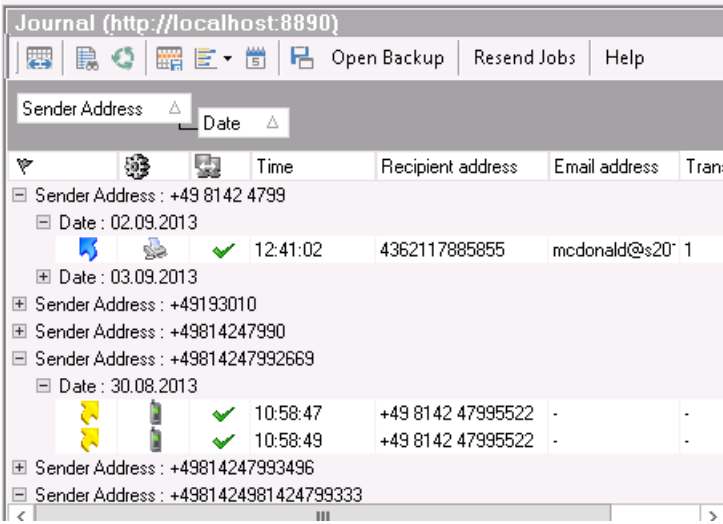 Journal (http://localhost:8890)
Open Backup Resend Jobs Help
Sender Address
Date
Time Recipient address Email address Tran
Sender Address : +49 8142 4799
Date : 02.09.2013
12:41:02 4362117885855 mcdonald@s20 1
Date : 03.09.2013
Sender Address : +49193010
Sender Address : +49814247990
Sender Address : +49814247992669
Date : 30.08.2013
10:58:47 +49 8142 47995522 - -
10:58:49 +49 8142 47995522 - -
Sender Address : +49814247993496
Sender Address : +4981424981424799333